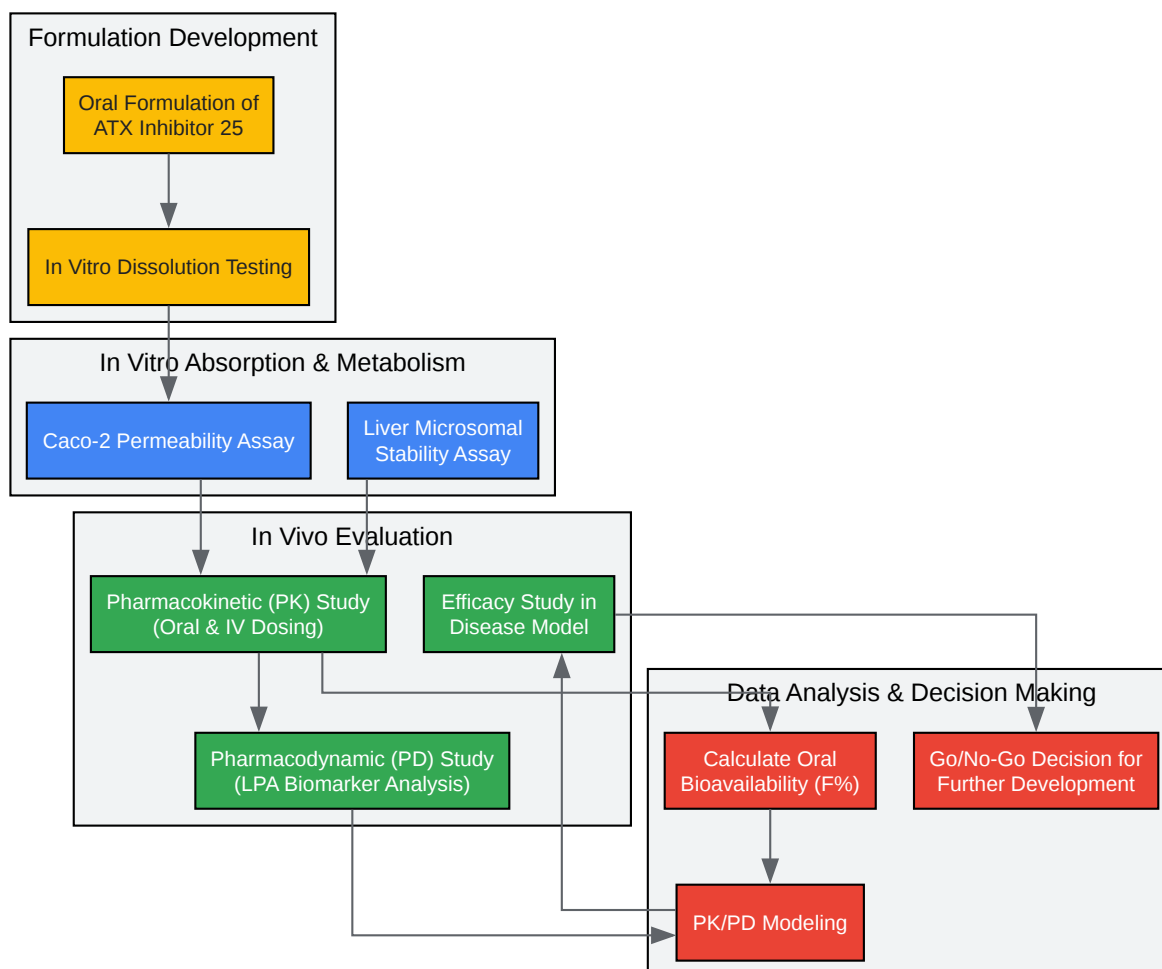 Formulation Development
Oral Formulation of
ATX Inhibitor 25
In Vitro Dissolution Testing
In Vitro Absorption & Metabolism
Caco-2 Permeability Assay
Liver Microsomal
Stability Assay
In Vivo Evaluation
Pharmacokinetic (PK) Study
(Oral & IV Dosing)
Efficacy Study in
Disease Model
Pharmacodynamic (PD) Study
(LPA Biomarker Analysis)
Data Analysis & Decision Making
Calculate Oral
Bioavailability (F%)
Go/No-Go Decision for
Further Development
PK/PD Modeling